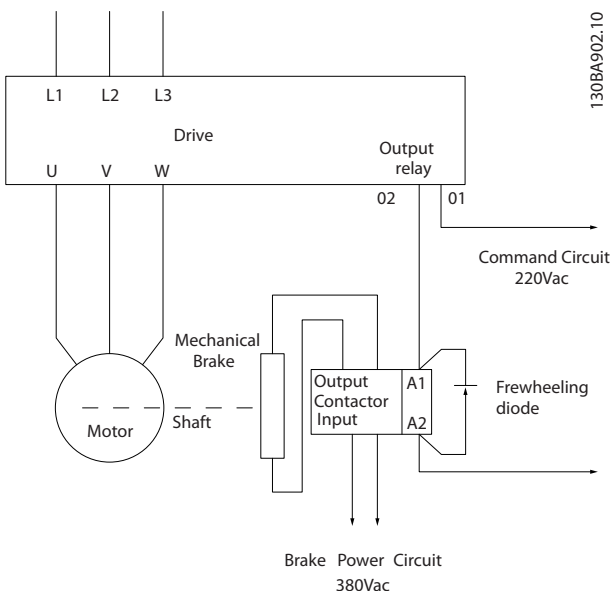 130BA902.10
L1 L2 L3
Drive
Output
relay
U V W
02 01
Command Circuit
220Vac
Mechanical
Brake
Output
Contactor
Input
A1
A2
Frewheeling
diode
Shaft
Motor
Brake Power Circuit
380Vac